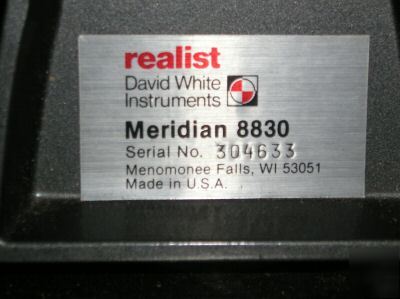 realist
David White
Instruments
Meridian 8830
Serial No. 304633
Menomonee Falls, WI 53051
Made in U.S.A.